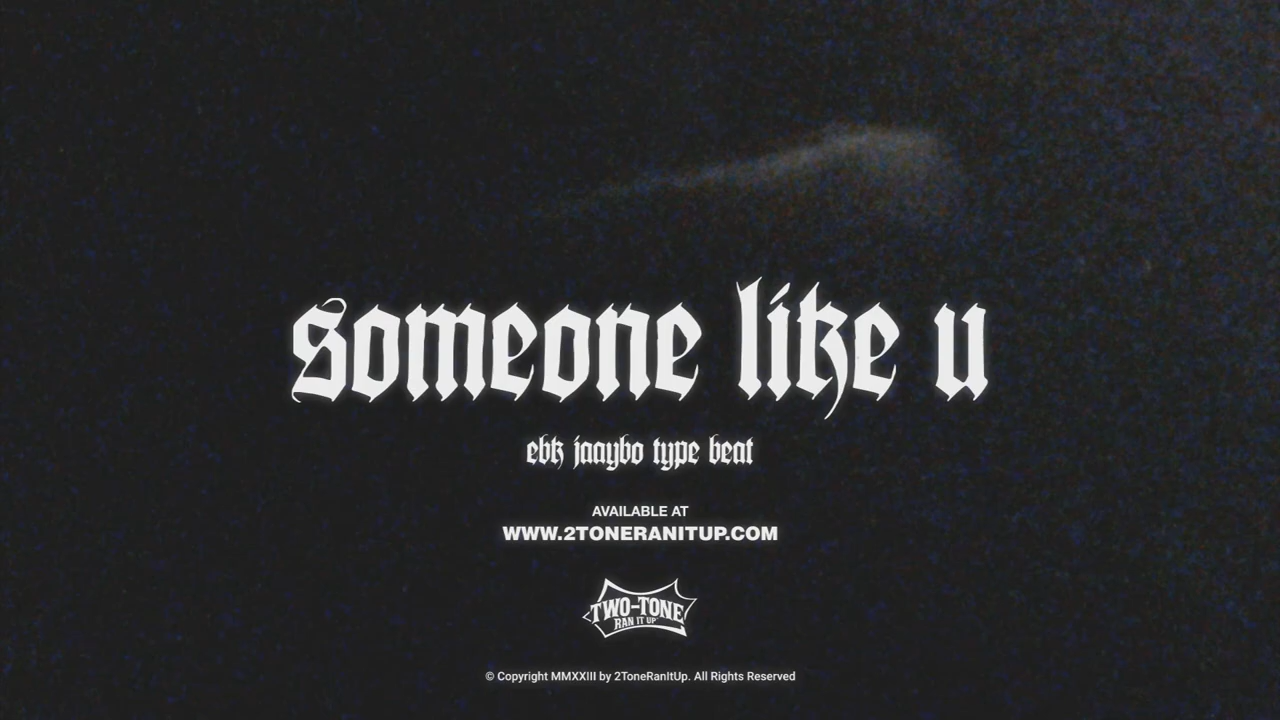 someone like u
ebk jaaybo type beat
AVAILABLE AT
WWW.2TONERANITUP.COM
TWO-TONE
RAN IT UP
© Copyright MMXXIII by 2ToneRanItUp. All Rights Reserved